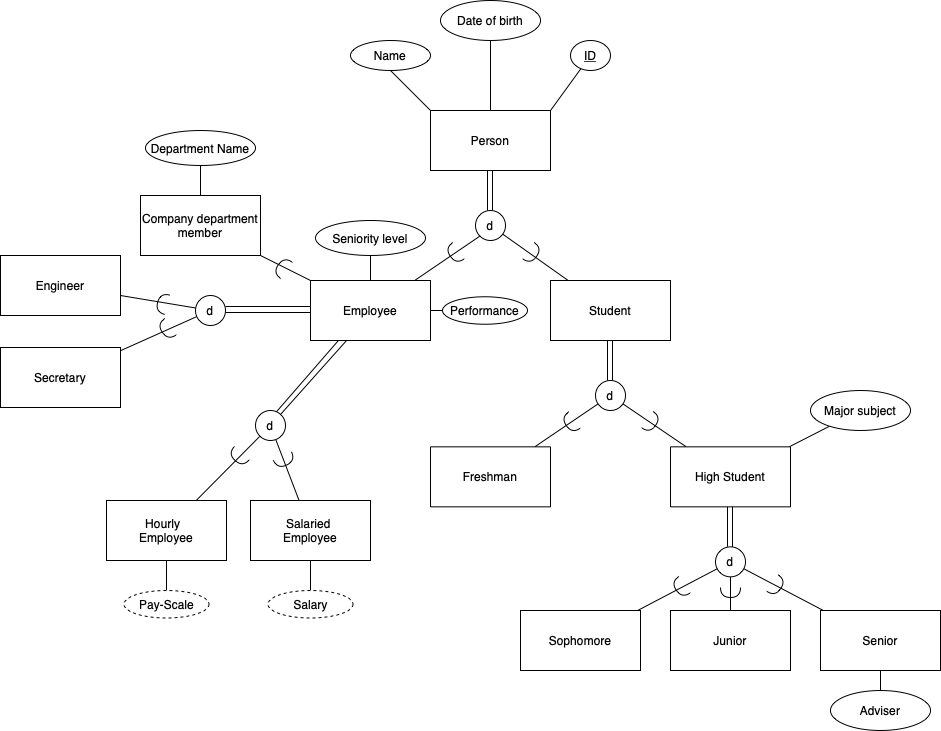 Date of birth
Name
ID
Person
Department Name
Company department
member
d
Seniority level
Engineer
d
Employee
Performance
Student
Secretary
d
d
Major subject
Freshman
High Student
Hourly
Employee
Salaried
Employee
d
Pay-Scale
Salary
Sophomore
Junior
Senior
Adviser